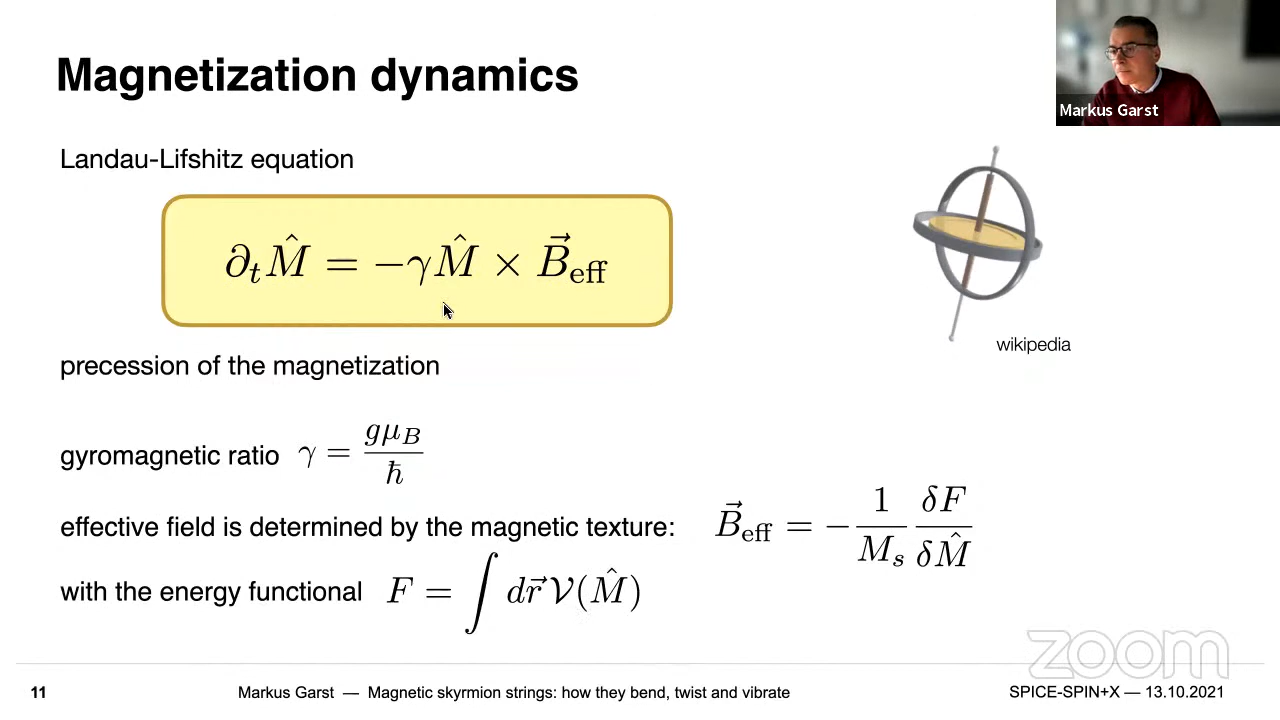 Magnetization dynamics
Markus Garst
Landau-Lifshitz equation
∂ₜM̂ = −γM̂ × B⃗_eff
wikipedia
precession of the magnetization
gyromagnetic ratio γ = gμ_B / ħ
effective field is determined by the magnetic texture: B⃗_eff = − (1 / M_s) (δF / δM̂)
with the energy functional F = ∫ dr⃗ 𝒱(M̂)
zoom
11 Markus Garst — Magnetic skyrmion strings: how they bend, twist and vibrate SPICE-SPIN+X — 13.10.2021